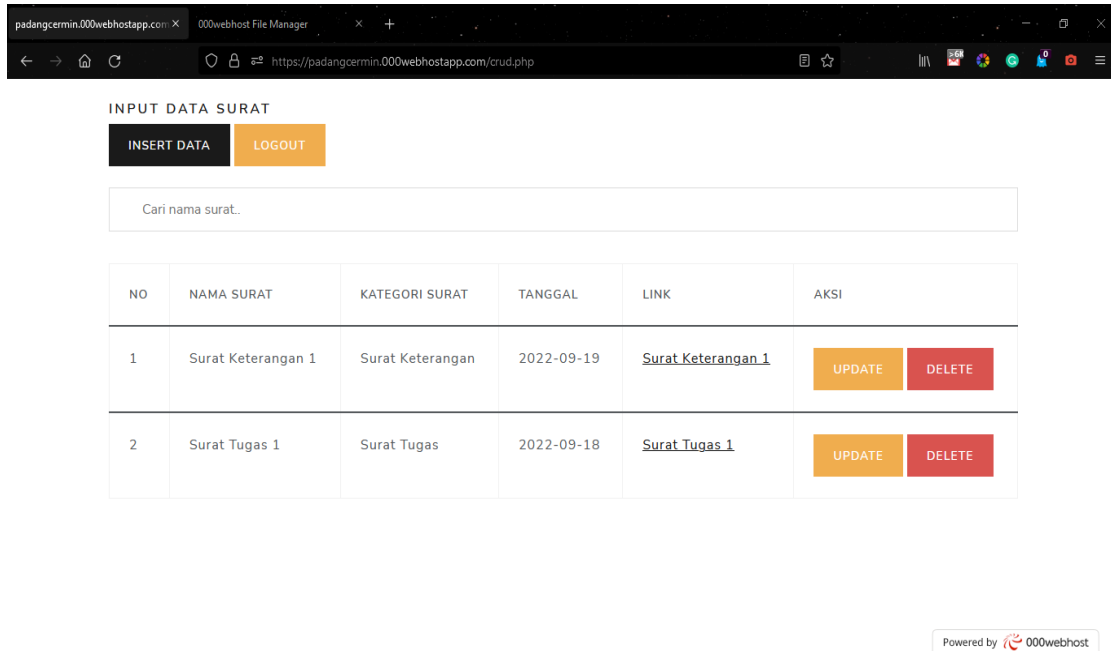 padangcermin.000webhostapp.com
000webhost File Manager
https://padangcermin.000webhostapp.com/crud.php
>6K
0
INPUT DATA SURAT
INSERT DATA LOGOUT
Cari nama surat..
NO NAMA SURAT KATEGORI SURAT TANGGAL LINK AKSI
1 Surat Keterangan 1 Surat Keterangan 2022-09-19 Surat Keterangan 1 UPDATE DELETE
2 Surat Tugas 1 Surat Tugas 2022-09-18 Surat Tugas 1 UPDATE DELETE
Powered by 000webhost